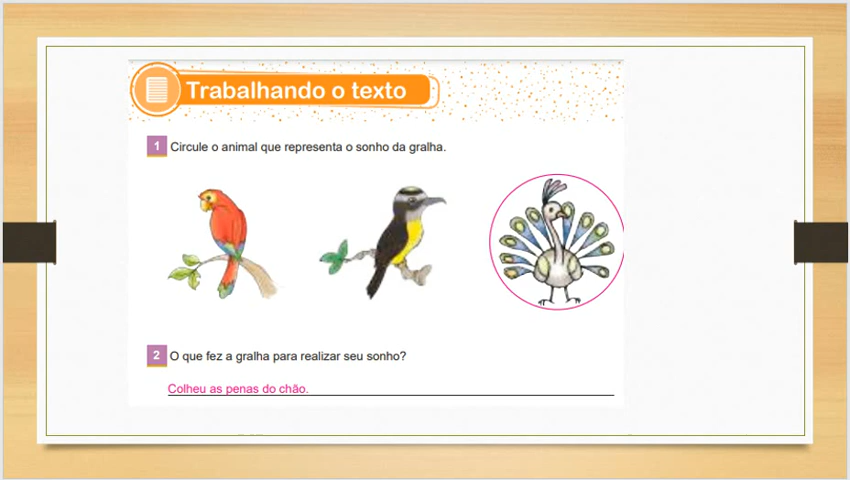 Trabalhando o texto
1 Circule o animal que representa o sonho da gralha.
2 O que fez a gralha para realizar seu sonho?
Colheu as penas do chão.